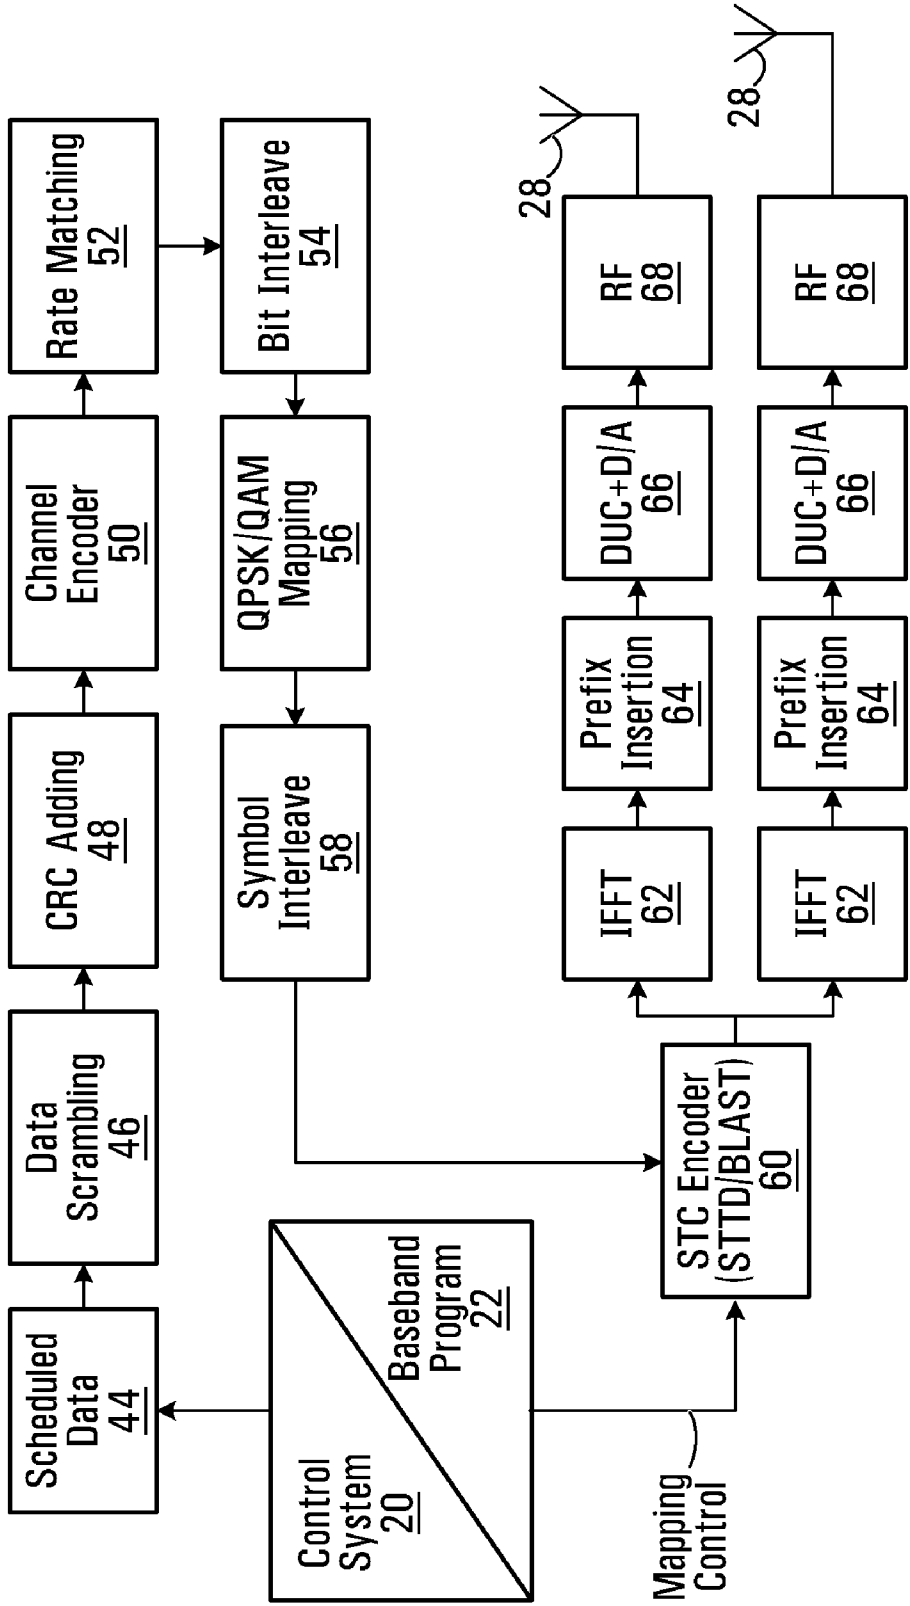 Scheduled
Data
44
Data
Scrambling
46
CRC Adding
48
Channel
Encoder
50
Rate Matching
52
Control
System
20
Baseband
Program
22
Symbol
Interleave
58
QPSK/QAM
Mapping
56
Bit Interleave
54
Mapping
Control
STC Encoder
(STTD/BLAST)
60
IFFT
62
Prefix
Insertion
64
DUC+D/A
66
RF
68
28
IFFT
62
Prefix
Insertion
64
DUC+D/A
66
RF
68
28